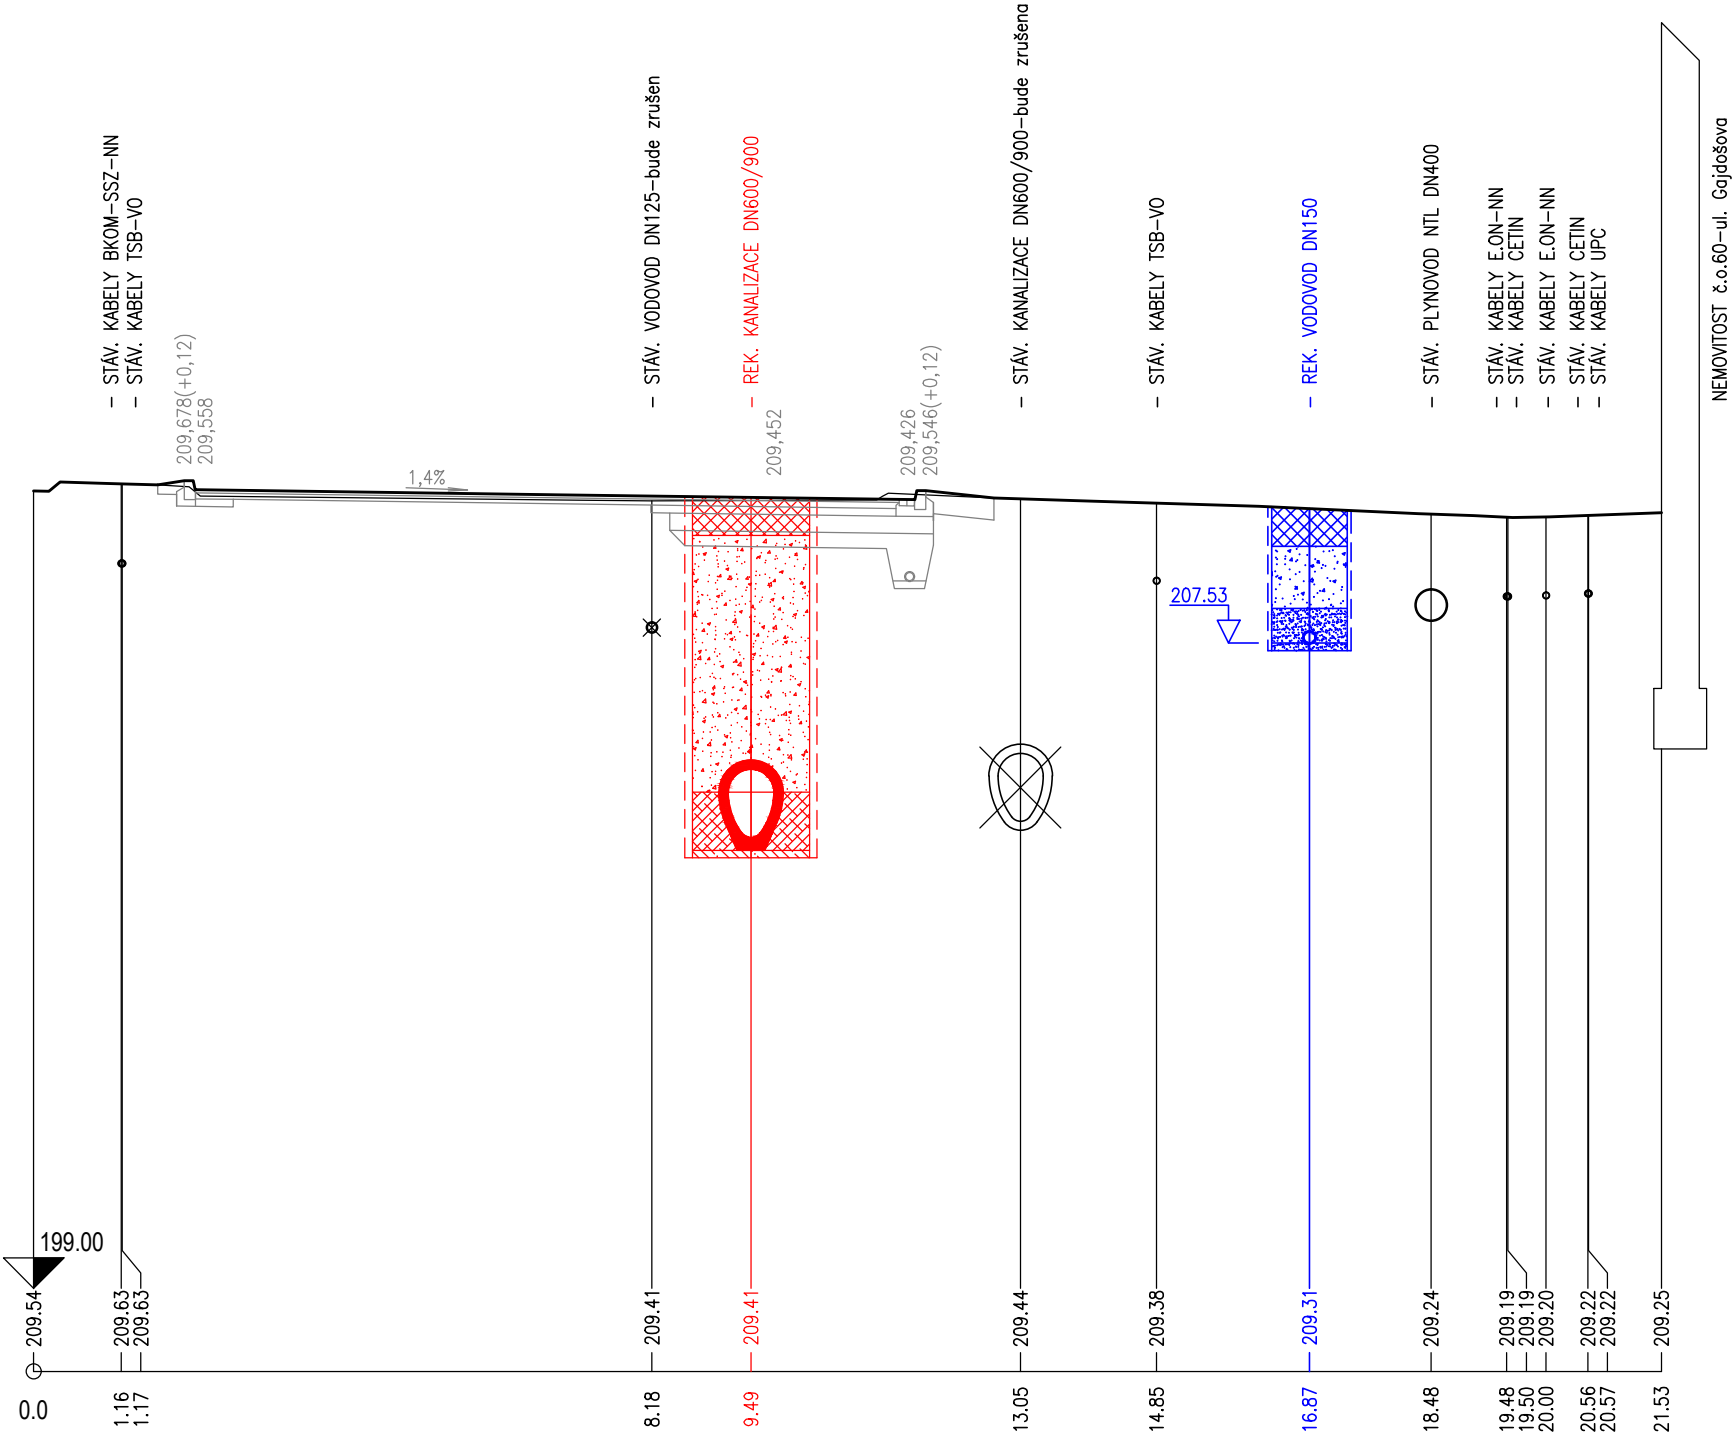 – STÁV. KABELY BKOM–SSZ–NN
– STÁV. KABELY TSB–VO
209,678(+0,12)
209,558
1,4%
– STÁV. VODOVOD DN125–bude zrušen
– REK. KANALIZACE DN600/900
209,452
209,426
209,546(+0,12)
– STÁV. KANALIZACE DN600/900–bude zrušena
– STÁV. KABELY TSB–VO
– REK. VODOVOD DN150
– STÁV. PLYNOVOD NTL DN400
– STÁV. KABELY E.ON–NN
– STÁV. KABELY CETIN
– STÁV. KABELY E.ON–NN
– STÁV. KABELY CETIN
– STÁV. KABELY UPC
NEMOVITOST č.o.60–ul. Gajdošova
207.53
199.00
209.54
209.63
209.63
209.41
209.41
209.44
209.38
209.31
209.24
209.19
209.19
209.20
209.22
209.22
209.25
0.0
1.16
1.17
8.18
9.49
13.05
14.85
16.87
18.48
19.48
19.50
20.00
20.56
20.57
21.53